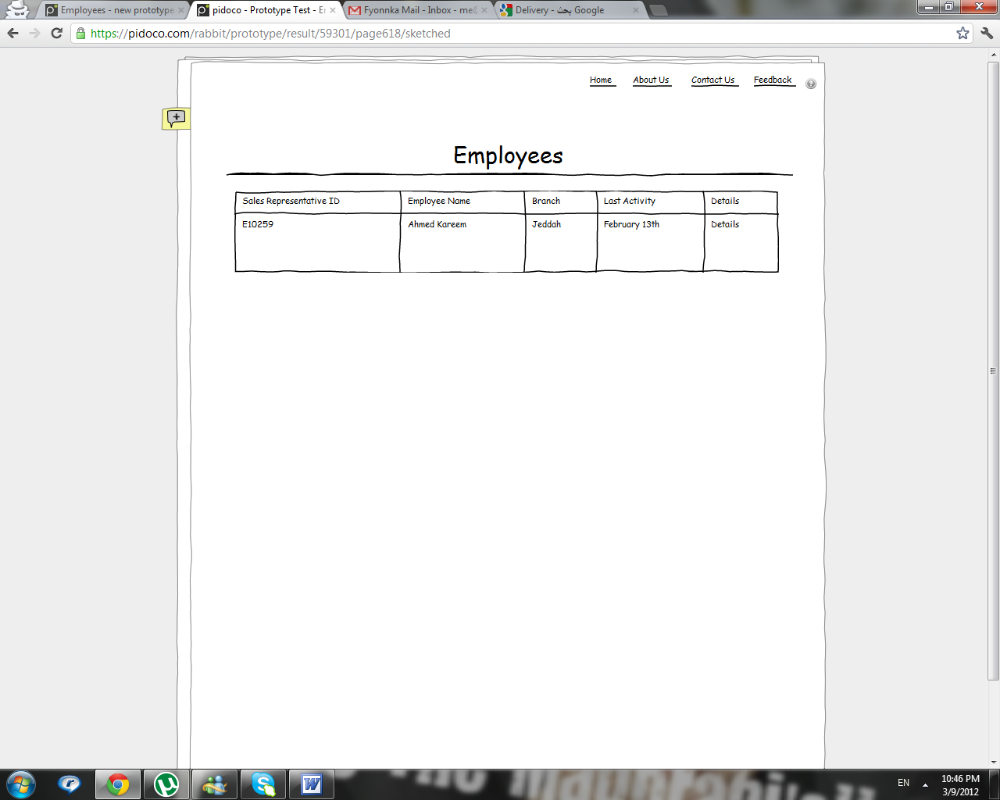 Employees - new prototype
pidoco - Prototype Test - E
Fyonnka Mail - Inbox - me@
Delivery - بحث Google
https://pidoco.com/rabbit/prototype/result/59301/page618/sketched
Home About Us Contact Us Feedback ?
Employees
Sales Representative ID Employee Name Branch Last Activity Details
E10259 Ahmed Kareem Jeddah February 13th Details
EN
10:46 PM
3/9/2012